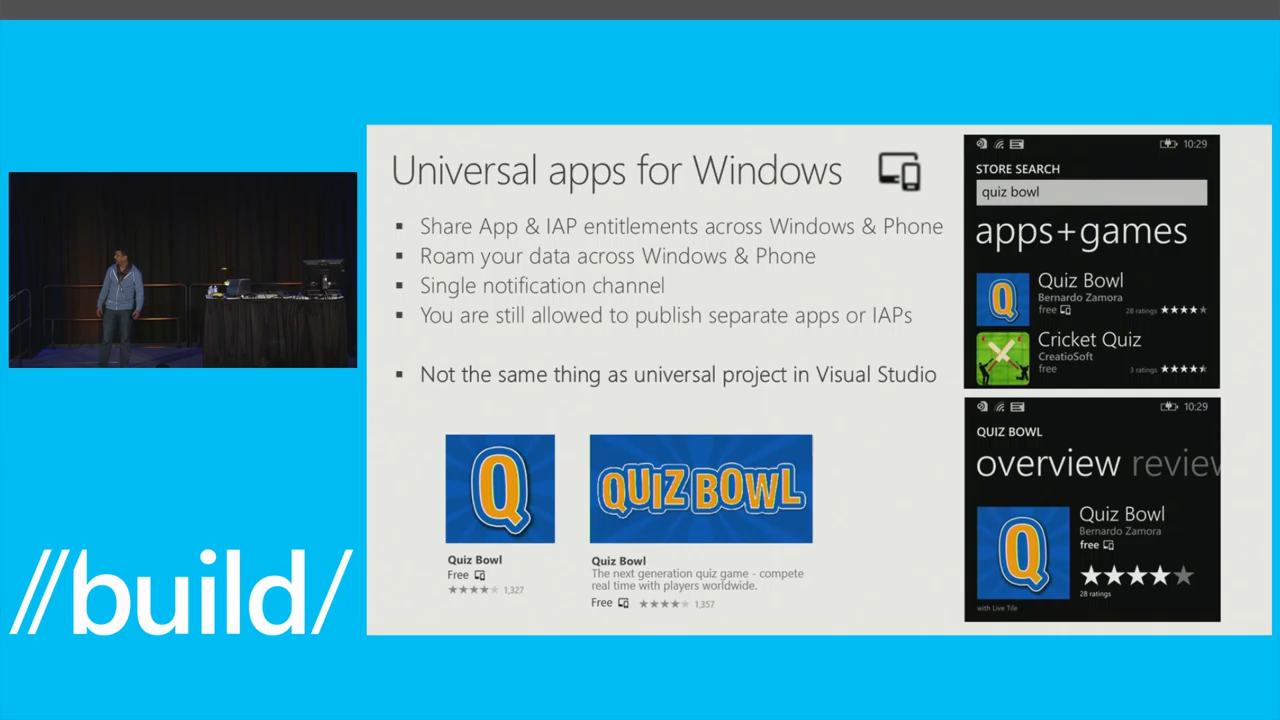 Universal apps for Windows
Share App & IAP entitlements across Windows & Phone
Roam your data across Windows & Phone
Single notification channel
You are still allowed to publish separate apps or IAPs
Not the same thing as universal project in Visual Studio
Q
QUIZ BOWL
Quiz Bowl
Free
1,327
Quiz Bowl
The next generation quiz game - compete
real time with players worldwide.
Free 1,357
10:29
STORE SEARCH
quiz bowl
apps+games
Q
Quiz Bowl
Bernardo Zamora
free 28 ratings
Cricket Quiz
CreatioSoft
free 3 ratings
10:29
QUIZ BOWL
overview review
Q
Quiz Bowl
Bernardo Zamora
free
28 ratings
with Live Tile
//build/